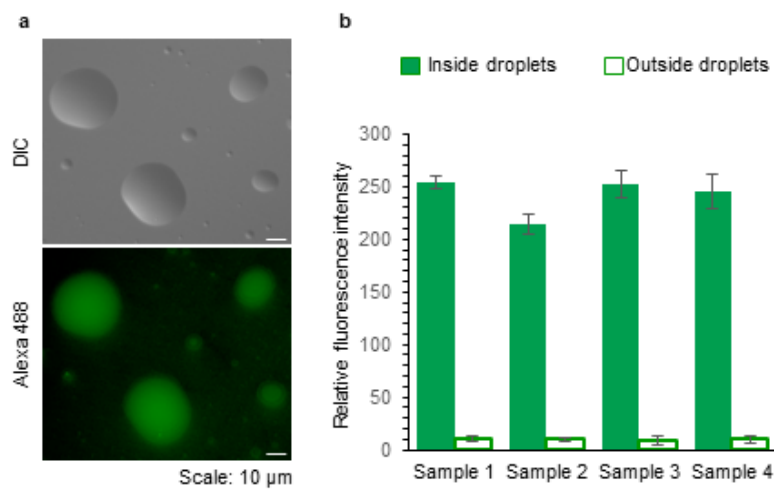 a
DIC
Alexa 488
Scale: 10 µm
b
Inside droplets
Outside droplets
Relative fluorescence intensity
300
250
200
150
100
50
0
Sample 1
Sample 2
Sample 3
Sample 4